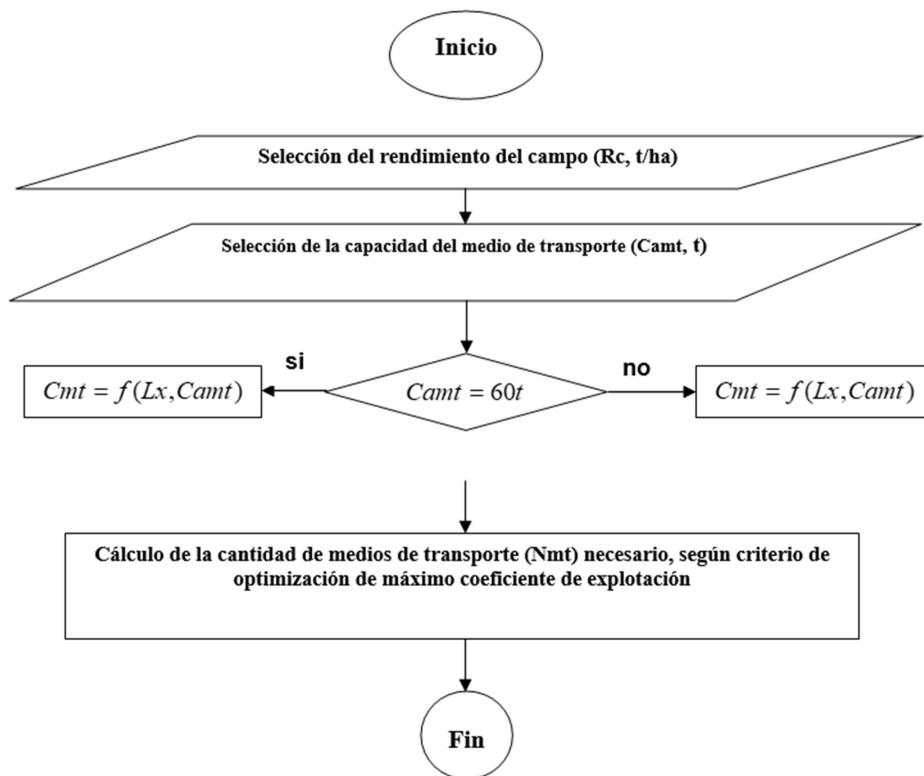 Inicio
Selección del rendimiento del campo (Rc, t/ha)
Selección de la capacidad del medio de transporte (Camt, t)
si
no
Cmt = f(Lx,Camt)
Camt = 60t
Cmt = f(Lx,Camt)
Cálculo de la cantidad de medios de transporte (Nmt) necesario, según criterio de
optimización de máximo coeficiente de explotación
Fin